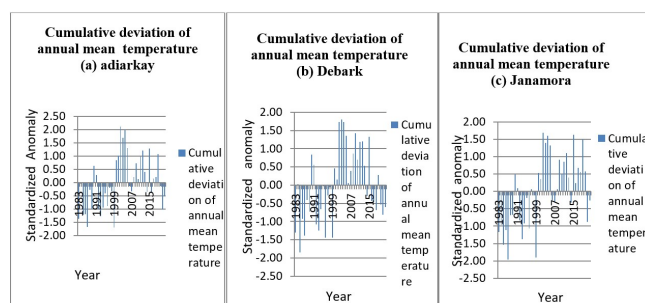 Cumulative deviation of
annual mean temperature
(a) adiarkay
Standardized Anomaly
2.50
2.00
1.50
1.00
0.50
0.00
-0.50
-1.00
-1.50
-2.00
1983
1991
1999
2007
2015
Year
Cumul
ative
deviati
on of
annual
mean
tempe
rature
Cumulative deviation of
annual mean temperature
(b) Debark
Standardized anomaly
2.00
1.50
1.00
0.50
0.00
-0.50
-1.00
-1.50
-2.00
-2.50
1983
1991
1999
2007
2015
Year
Cumu
lative
devia
tion
of
annu
al
mean
temp
eratu
re
Cumulative deviation of
annual mean temperature
(c) Janamora
Standardized anomaly
2.00
1.50
1.00
0.50
0.00
-0.50
-1.00
-1.50
-2.00
-2.50
1983
1991
1999
2007
2015
Year
Cumula
tive
deviati
on of
annual
mean
temper
ature